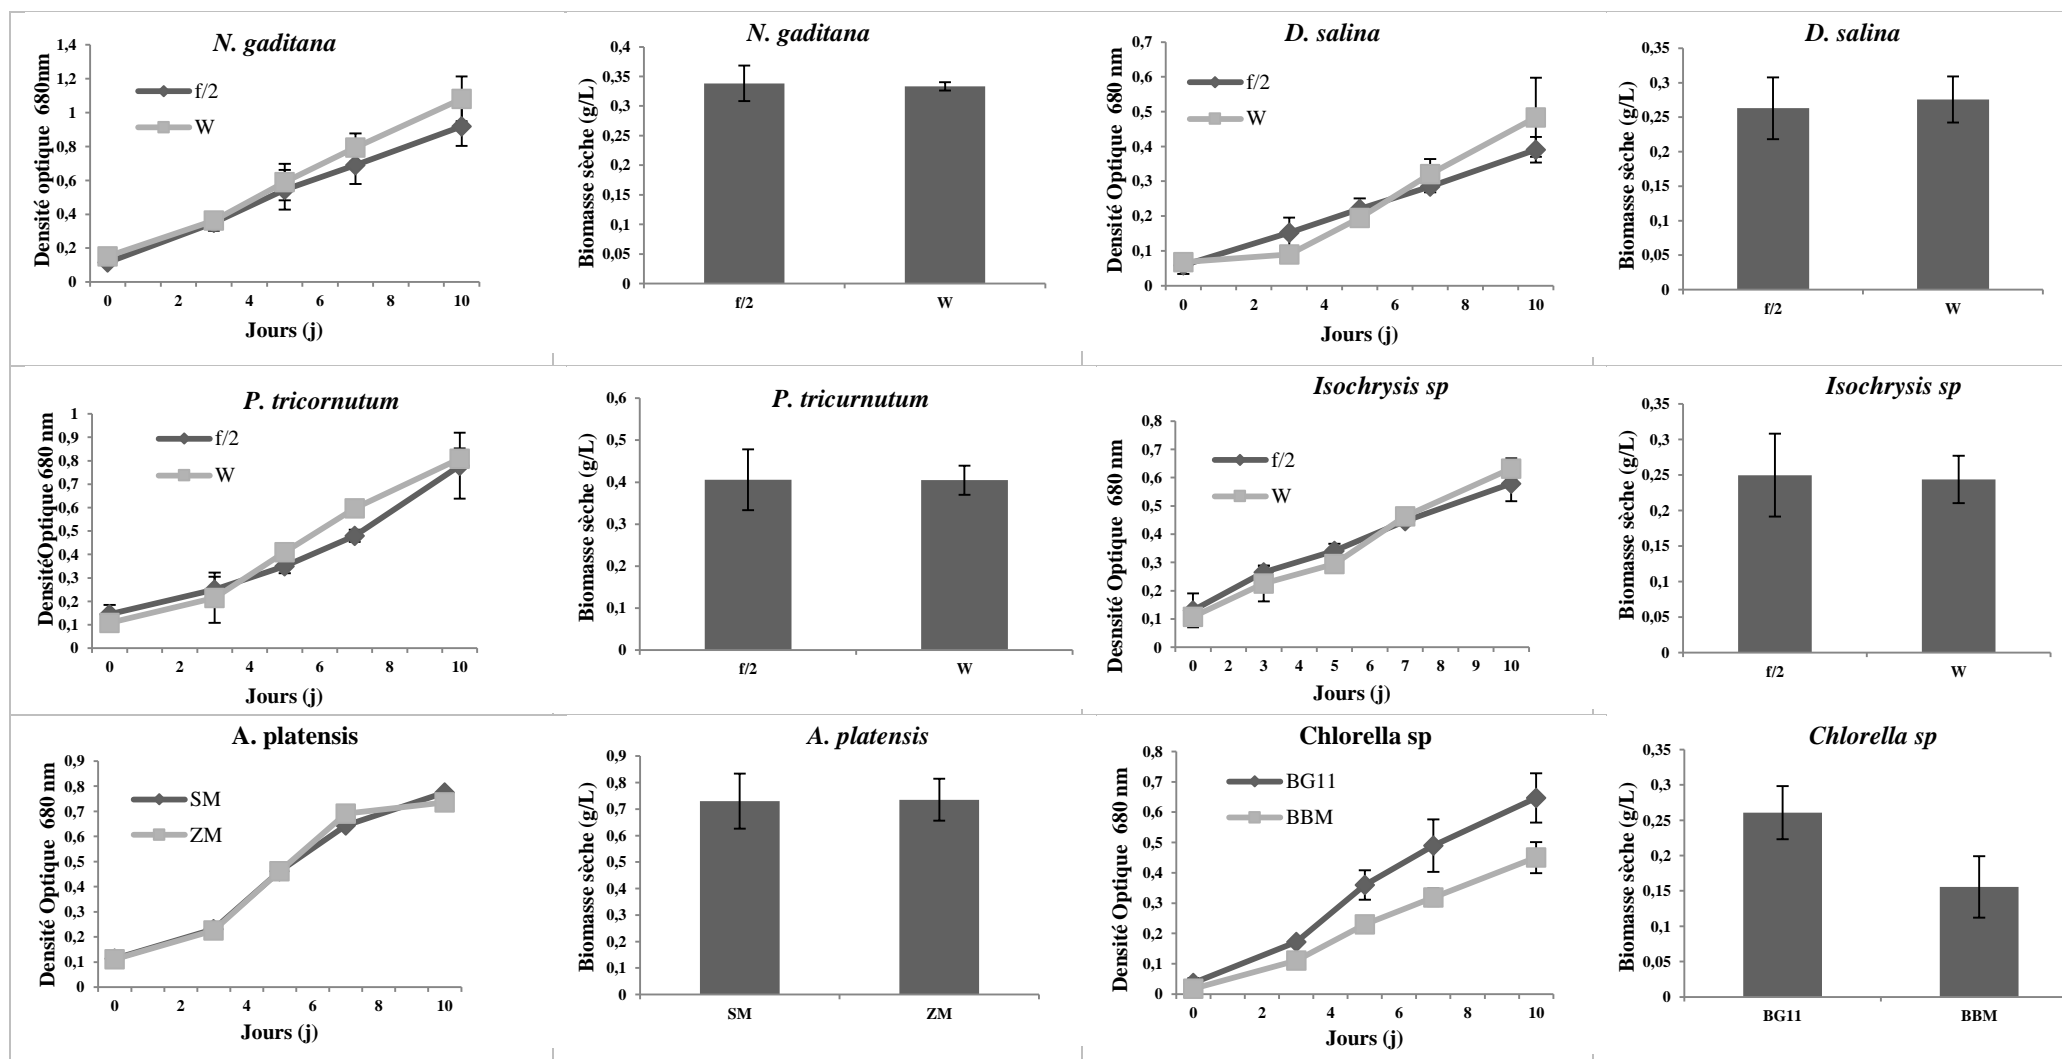 N. gaditana
Densité optique 680nm
1,4
1,2
1
0,8
0,6
0,4
0,2
0
f/2
W
0 2 4 6 8 10
Jours (j)
N. gaditana
Biomasse sèche (g/L)
0,4
0,35
0,3
0,25
0,2
0,15
0,1
0,05
0
f/2 W
D. salina
Densité Optique 680 nm
0,7
0,6
0,5
0,4
0,3
0,2
0,1
0
f/2
W
0 2 4 6 8 10
Jours (j)
D. salina
Biomasse sèche (g/L)
0,35
0,3
0,25
0,2
0,15
0,1
0,05
0
f/2 W
P. tricornutum
DensitéOptique 680 nm
1
0,9
0,8
0,7
0,6
0,5
0,4
0,3
0,2
0,1
0
f/2
W
0 2 4 6 8 10
Jours (j)
P. tricurnutum
Biomasse sèche (g/L)
0,6
0,5
0,4
0,3
0,2
0,1
0
f/2 W
Isochrysis sp
Desnsité Optique 680 nm
0,8
0,7
0,6
0,5
0,4
0,3
0,2
0,1
0
f/2
W
0 2 3 4 5 6 7 8 9 10
Jours (j)
Isochrysis sp
Biomasse sèche (g/L)
0,35
0,3
0,25
0,2
0,15
0,1
0,05
0
f/2 W
A. platensis
Densité Optique 680 nm
0,9
0,8
0,7
0,6
0,5
0,4
0,3
0,2
0,1
0
SM
ZM
0 2 4 6 8 10
Jours (j)
A. platensis
Biomasse sèche (g/L)
0,9
0,8
0,7
0,6
0,5
0,4
0,3
0,2
0,1
0
SM ZM
Chlorella sp
Densité Optique 680 nm
0,8
0,7
0,6
0,5
0,4
0,3
0,2
0,1
0
BG11
BBM
0 2 4 6 8 10
Jours (j)
Chlorella sp
Biomasse sèche (g/L)
0,35
0,3
0,25
0,2
0,15
0,1
0,05
0
BG11 BBM